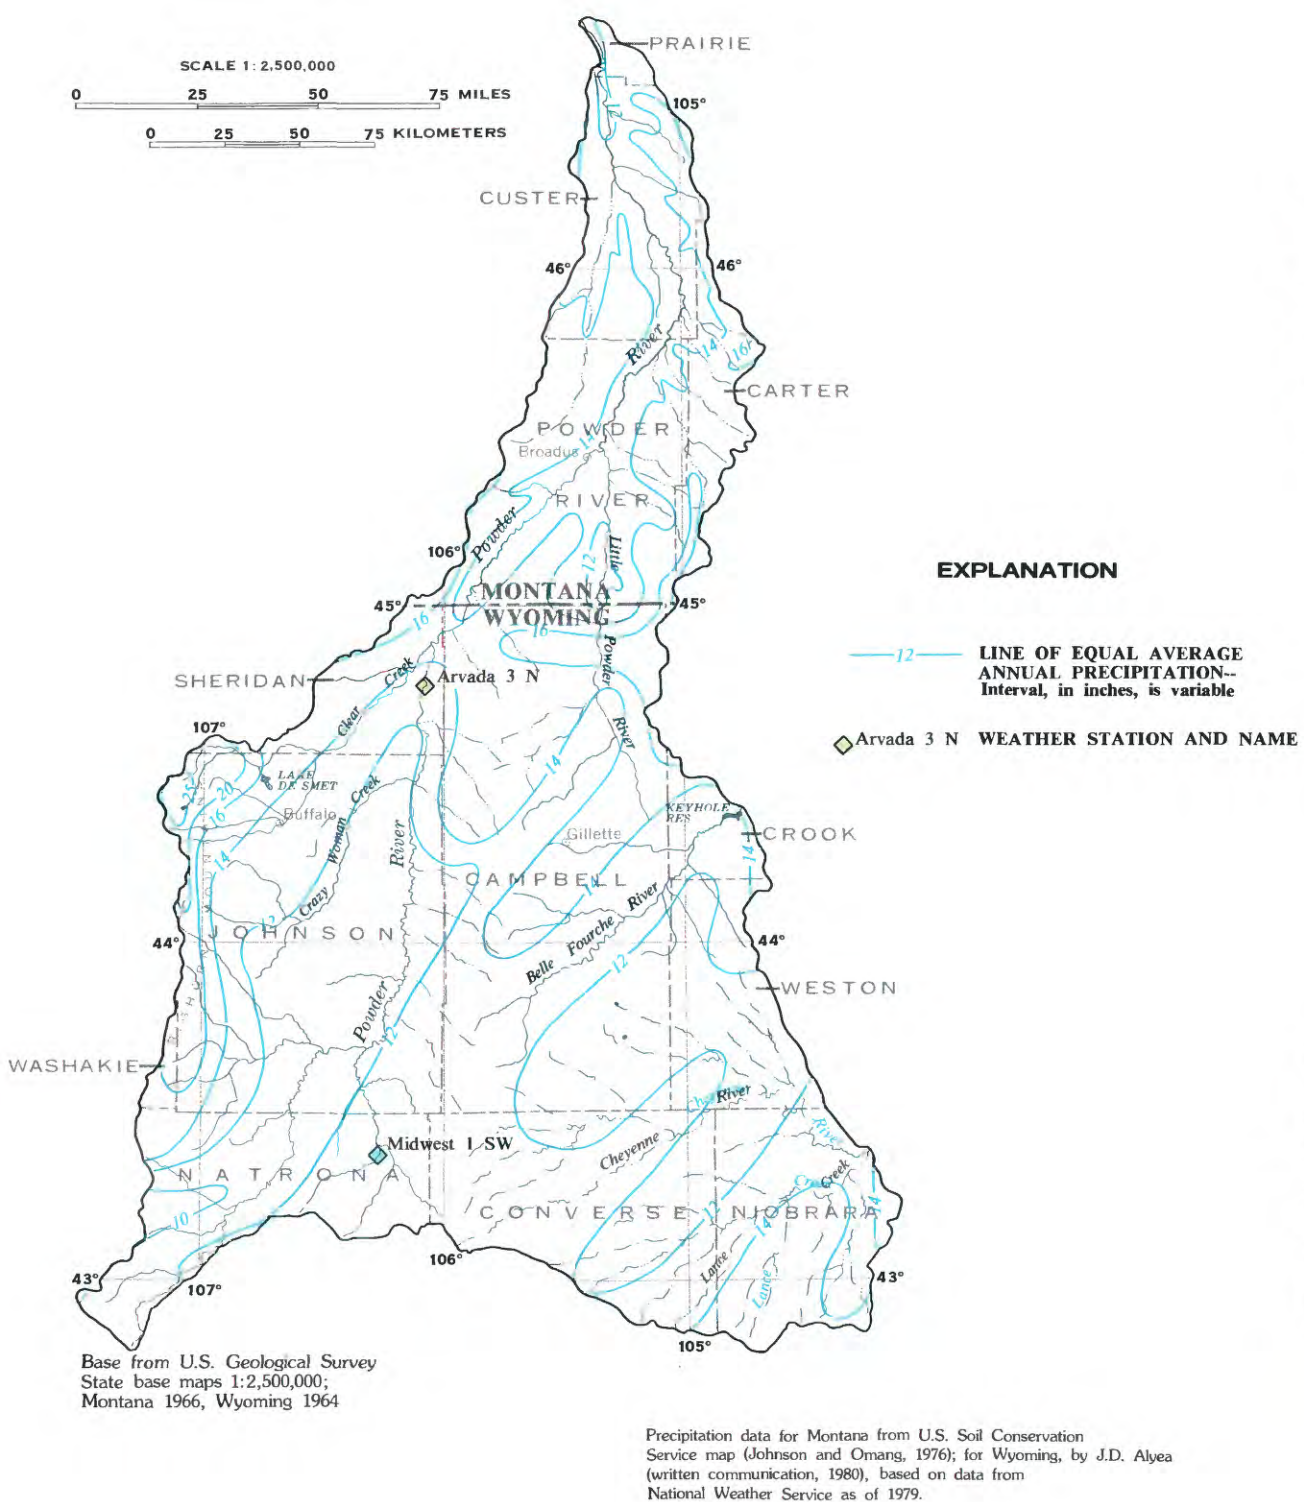 PRAIRIE
SCALE 1:2,500,000
0 25 50 75 MILES
0 25 50 75 KILOMETERS
105°
12
CUSTER
46°
46°
River
14
16
CARTER
POWDER
14
Broadus
RIVER
Powder
106°
12
Little
MONTANA
45°
45°
WYOMING
16
16
Powder
SHERIDAN
Creek
Arvada 3 N
Clear
River
107°
14
LAKE
DE SMET
25
20
Creek
16
Buffalo
KEYHOLE
RES
Woman
River
Gillette
CROOK
14
14
CAMPBELL
14
Crazy
River
12
JOHNSON
Fourche
44°
44°
Belle
12
WESTON
Powder
12
WASHAKIE
River
River
Midwest 1 SW
Cheyenne
NATRONA
Creek
CONVERSE
NIOBRARA
12
14
14
10
106°
Lance
Lance
43°
43°
107°
105°
EXPLANATION
12 LINE OF EQUAL AVERAGE
ANNUAL PRECIPITATION--
Interval, in inches, is variable
Arvada 3 N WEATHER STATION AND NAME
Base from U.S. Geological Survey
State base maps 1:2,500,000;
Montana 1966, Wyoming 1964
Precipitation data for Montana from U.S. Soil Conservation
Service map (Johnson and Omang, 1976); for Wyoming, by J.D. Alyea
(written communication, 1980), based on data from
National Weather Service as of 1979.